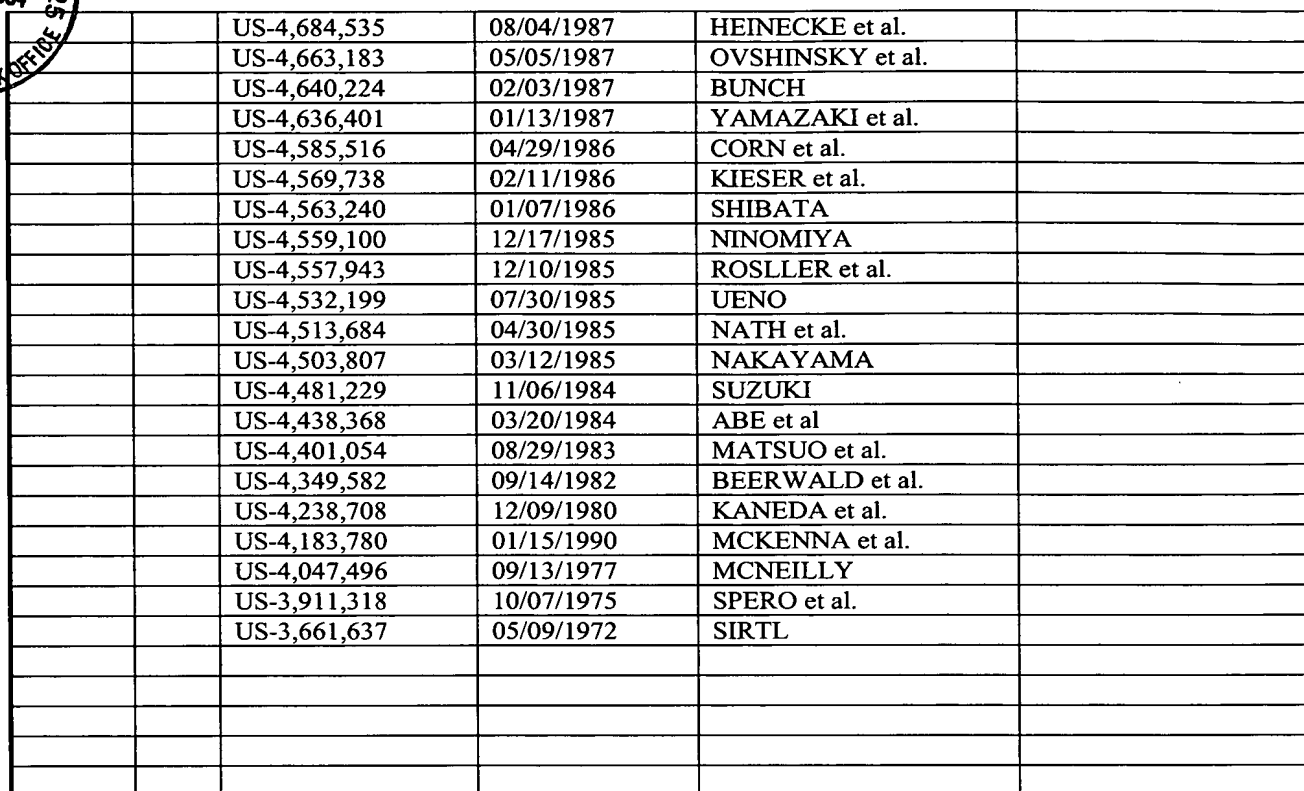 OFFICE
US-4,684,535 08/04/1987 HEINECKE et al.
US-4,663,183 05/05/1987 OVSHINSKY et al.
US-4,640,224 02/03/1987 BUNCH
US-4,636,401 01/13/1987 YAMAZAKI et al.
US-4,585,516 04/29/1986 CORN et al.
US-4,569,738 02/11/1986 KIESER et al.
US-4,563,240 01/07/1986 SHIBATA
US-4,559,100 12/17/1985 NINOMIYA
US-4,557,943 12/10/1985 ROSLLER et al.
US-4,532,199 07/30/1985 UENO
US-4,513,684 04/30/1985 NATH et al.
US-4,503,807 03/12/1985 NAKAYAMA
US-4,481,229 11/06/1984 SUZUKI
US-4,438,368 03/20/1984 ABE et al
US-4,401,054 08/29/1983 MATSUO et al.
US-4,349,582 09/14/1982 BEERWALD et al.
US-4,238,708 12/09/1980 KANEDA et al.
US-4,183,780 01/15/1990 MCKENNA et al.
US-4,047,496 09/13/1977 MCNEILLY
US-3,911,318 10/07/1975 SPERO et al.
US-3,661,637 05/09/1972 SIRTL